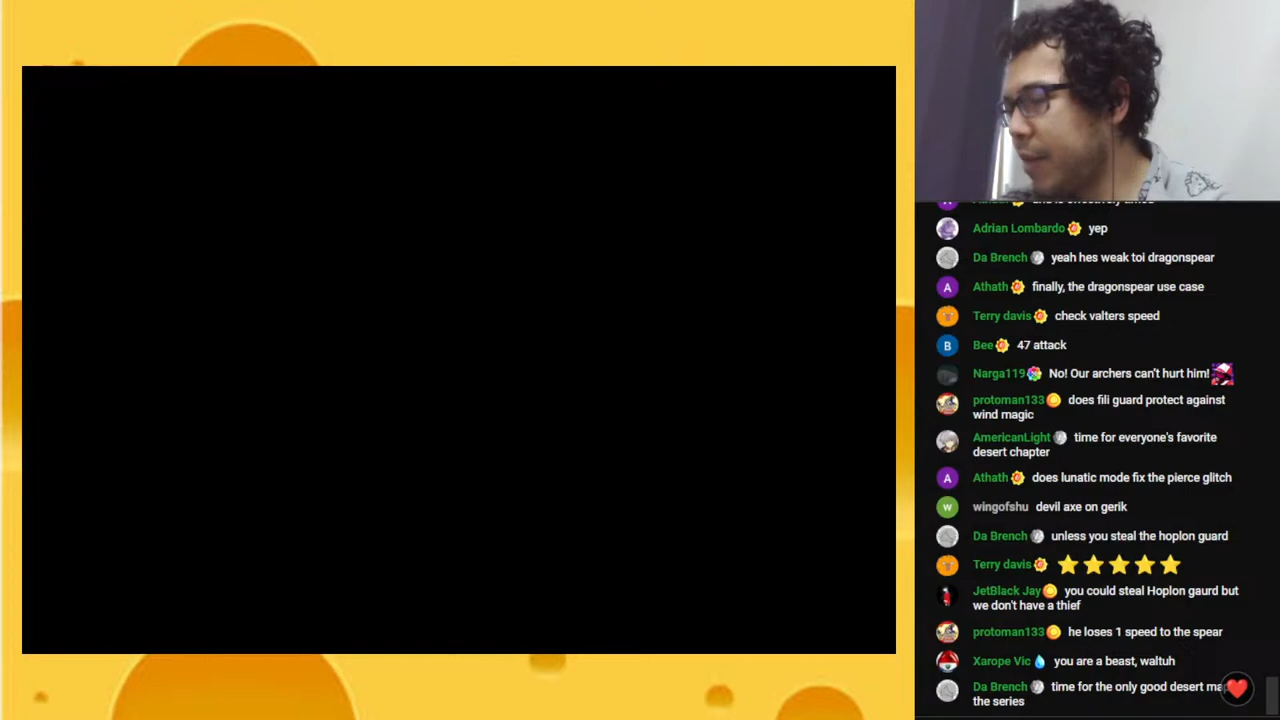 Adrian Lombardo yep
Da Brench yeah hes weak toi dragonspear
A Athath finally, the dragonspear use case
Terry davis check valters speed
B Bee 47 attack
Narga119 No! Our archers can't hurt him!
protoman133 does fili guard protect against
wind magic
AmericanLight time for everyone's favorite
desert chapter
A Athath does lunatic mode fix the pierce glitch
w wingofshu devil axe on gerik
Da Brench unless you steal the hoplon guard
Terry davis ⭐⭐⭐⭐⭐
JetBlack Jay you could steal Hoplon gaurd but
we don't have a thief
protoman133 he loses 1 speed to the spear
Xarope Vic you are a beast, waltuh
Da Brench time for the only good desert
the series